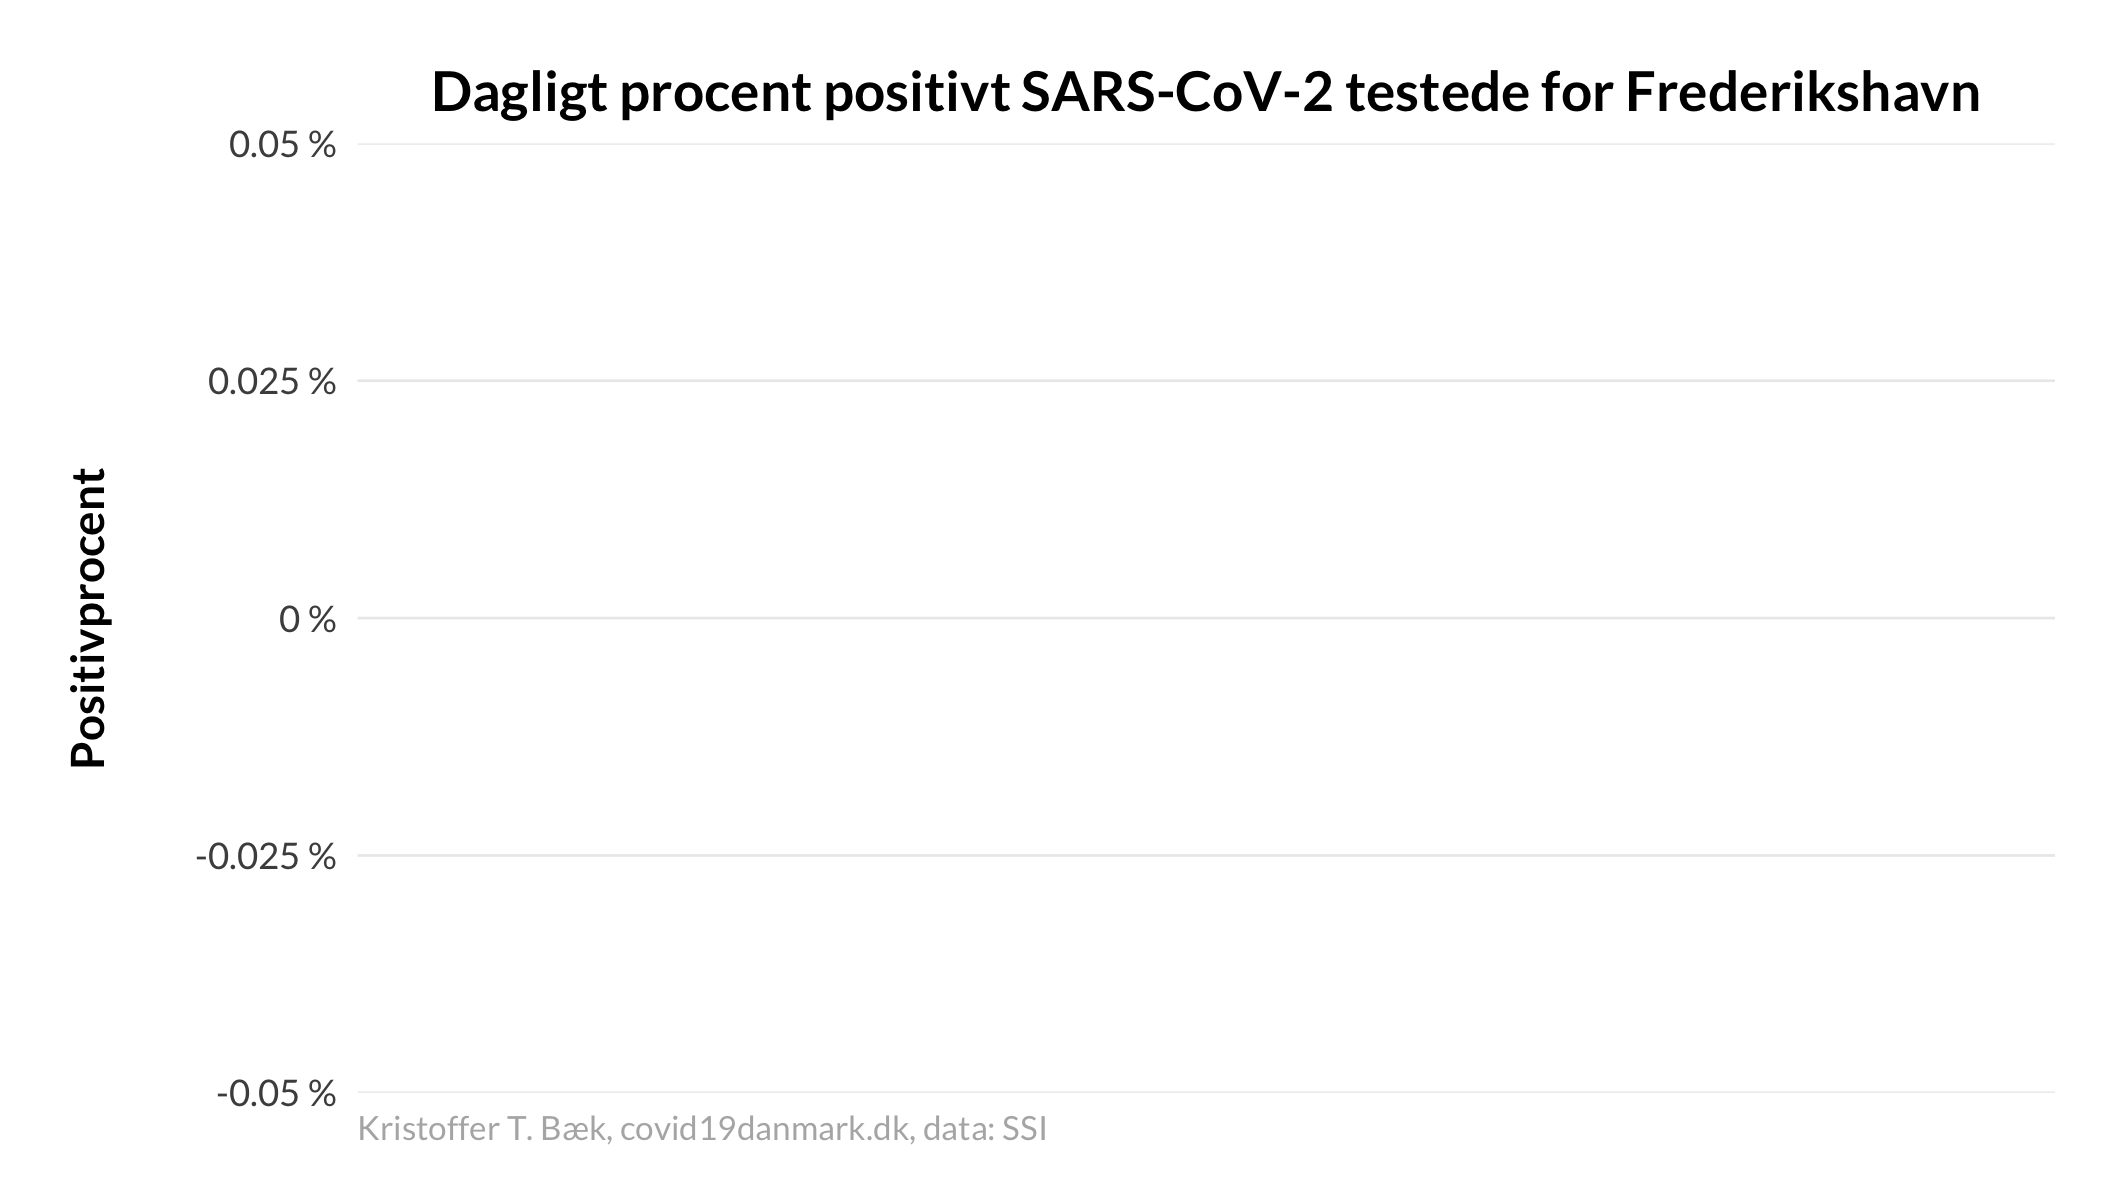 Dagligt procent positivt SARS-CoV-2 testede for Frederikshavn
0.05 %
0.025 %
0 %
-0.025 %
-0.05 %
Positivprocent
Kristoffer T. Bæk, covid19danmark.dk, data: SSI